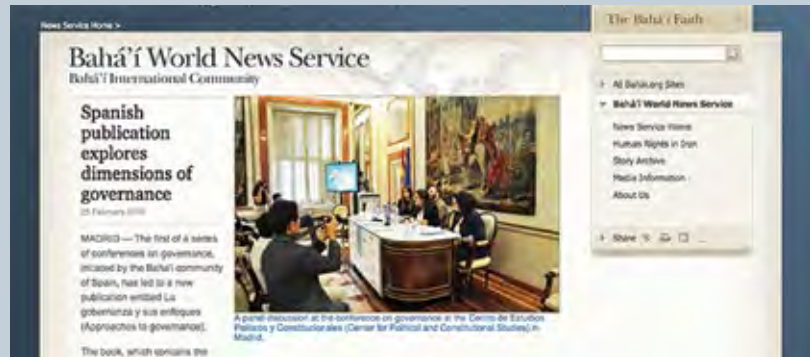 News Service Home >
The Bahá'í Faith
Bahá'í World News Service
Bahá'í International Community
Spanish
publication
explores
dimensions of
governance
25 February
MADRID — The first of a series
of conferences on governance,
initiated by the Bahá'í community
of Spain, has led to a new
publication entitled La
gobernanza y sus enfoques
(Approaches to governance).
The book, which contains the
A panel discussion at the conference on governance at the Centro de Estudios
Políticos y Constitucionales (Center for Political and Constitutional Studies) in
Madrid.
All Bahai.org Sites
Bahá'í World News Service
News Service Home
Human Rights in Iran
Story Archive
Media Information
About Us
Share